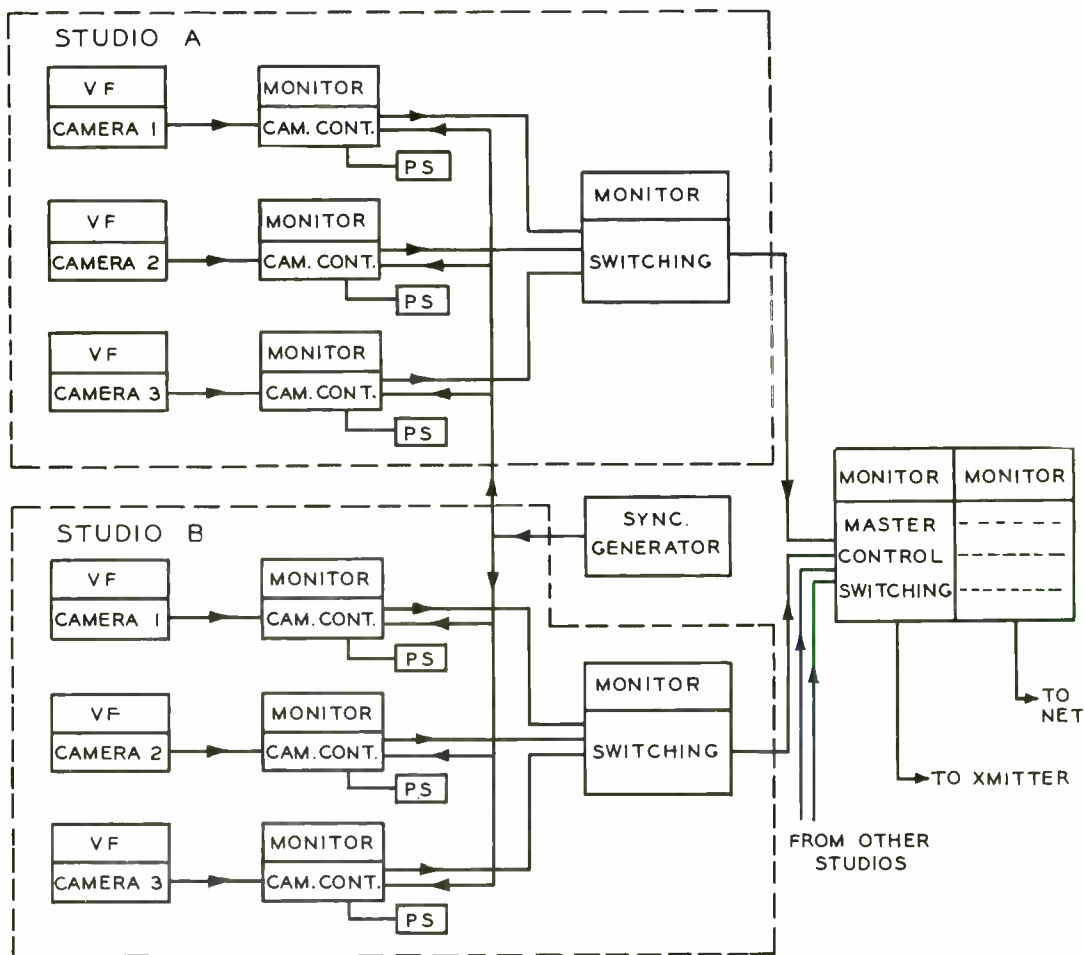 STUDIO A
VF
CAMERA 1
MONITOR
CAM. CONT.
PS
VF
CAMERA 2
MONITOR
CAM. CONT.
PS
VF
CAMERA 3
MONITOR
CAM. CONT.
PS
MONITOR
SWITCHING
SYNC.
GENERATOR
STUDIO B
VF
CAMERA 1
MONITOR
CAM. CONT.
PS
VF
CAMERA 2
MONITOR
CAM. CONT.
PS
VF
CAMERA 3
MONITOR
CAM. CONT.
PS
MONITOR
SWITCHING
MONITOR
MASTER
CONTROL
SWITCHING
MONITOR
TO
NET
TO XMITTER
FROM OTHER
STUDIOS